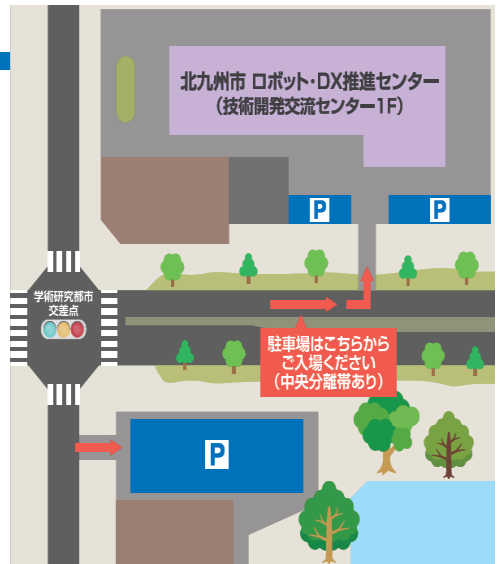 北九州市 ロボット・DX推進センター
（技術開発交流センター1F）
P
P
学術研究都市
交差点
駐車場はこちらから
ご入場ください
（中央分離帯あり）
P